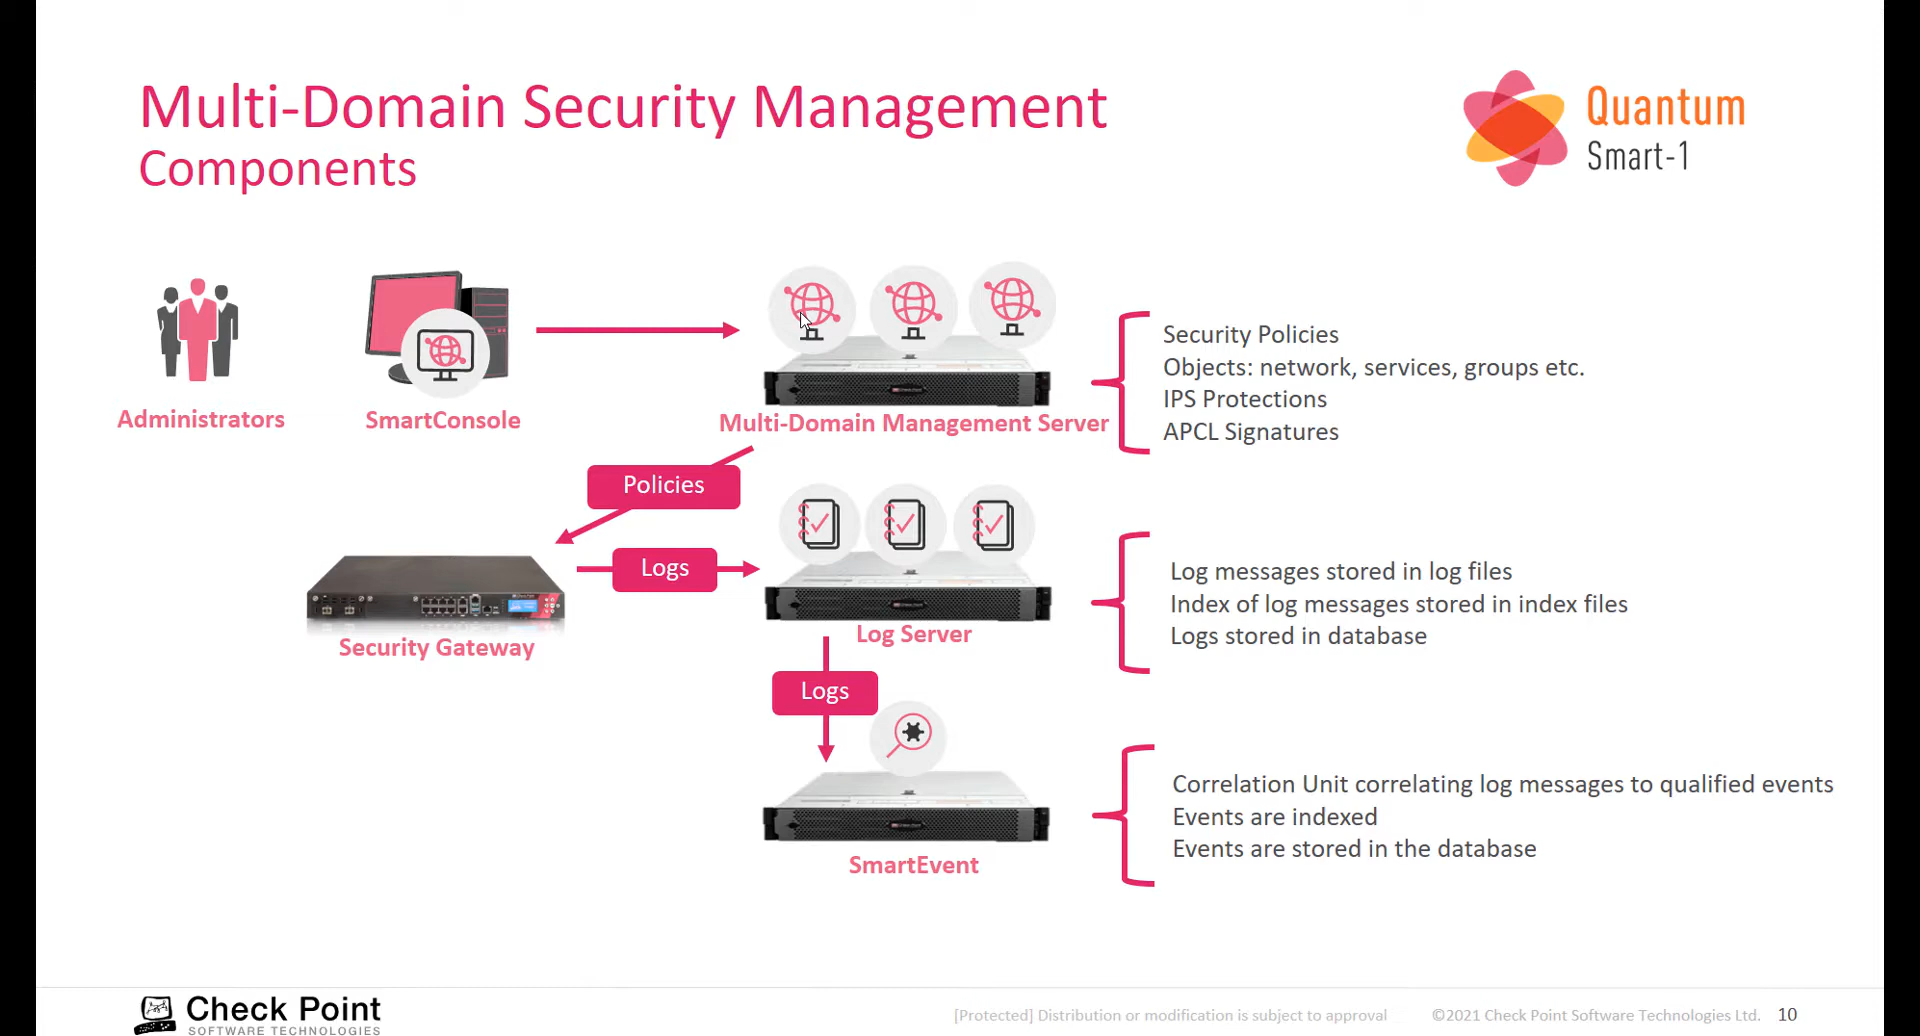 Multi-Domain Security Management
Components
Quantum
Smart-1
Administrators
SmartConsole
Multi-Domain Management Server
Security Policies
Objects: network, services, groups etc.
IPS Protections
APCL Signatures
Policies
Logs
Security Gateway
Log Server
Log messages stored in log files
Index of log messages stored in index files
Logs stored in database
Logs
SmartEvent
Correlation Unit correlating log messages to qualified events
Events are indexed
Events are stored in the database
Check Point
SOFTWARE TECHNOLOGIES
[Protected] Distribution or modification is subject to approval
©2021 Check Point Software Technologies Ltd.
10